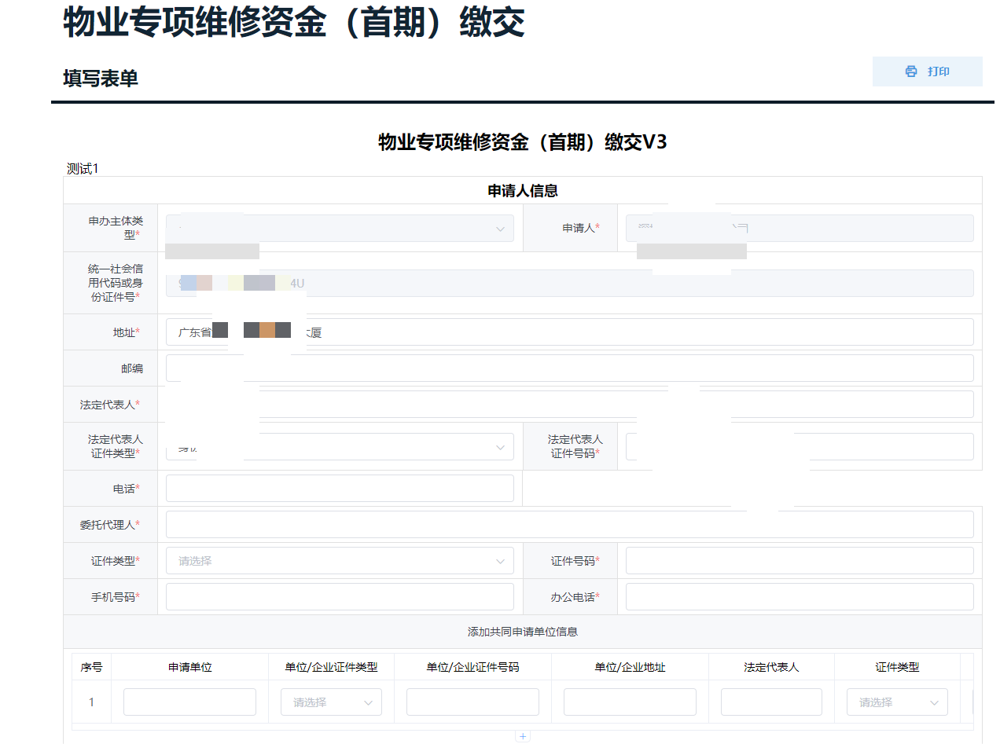 物业专项维修资金（首期）缴交
填写表单
打印
物业专项维修资金（首期）缴交V3
测试1
申请人信息
申办主体类
型*
申请人*
统一社会信
用代码或身
份证件号*
4U
地址*
广东省
大厦
邮编
法定代表人*
法定代表人
证件类型*
法定代表人
证件号码*
电话*
委托代理人*
证件类型*
请选择
证件号码*
手机号码*
办公电话*
添加共同申请单位信息
序号
申请单位
单位/企业证件类型
单位/企业证件号码
单位/企业地址
法定代表人
证件类型
1
请选择
请选择
+